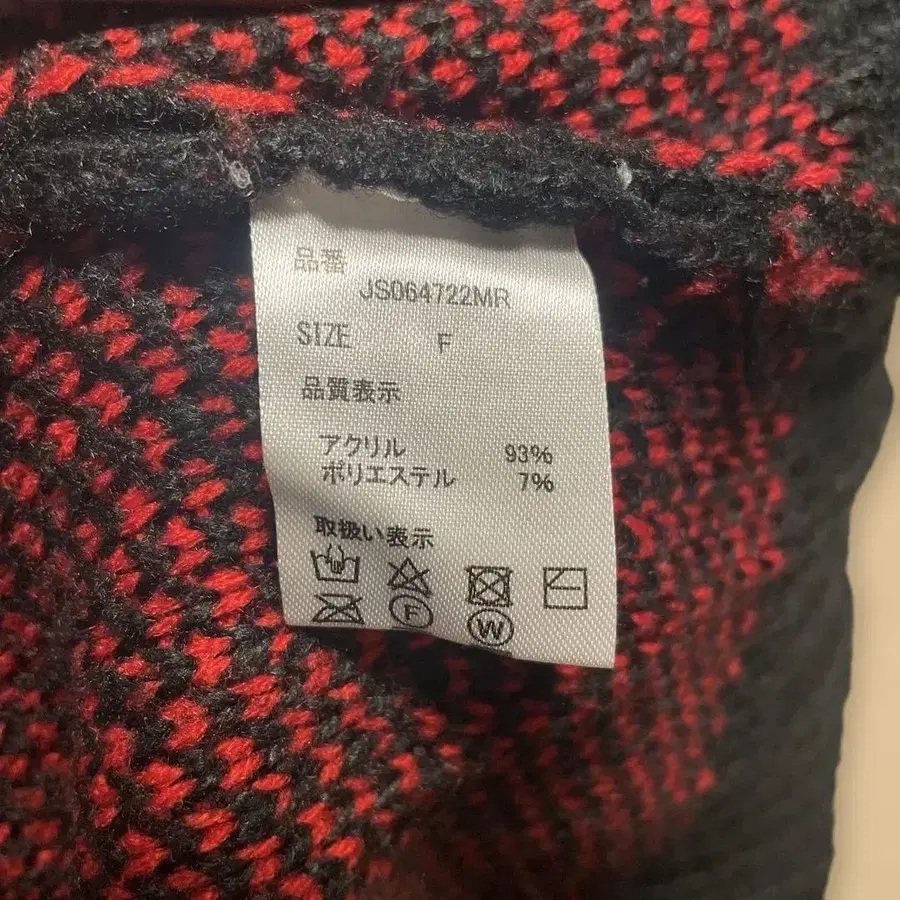 品番
JS064722MR
SIZE F
品質表示
アクリル 93%
ポリエステル 7%
取扱い表示
F
W